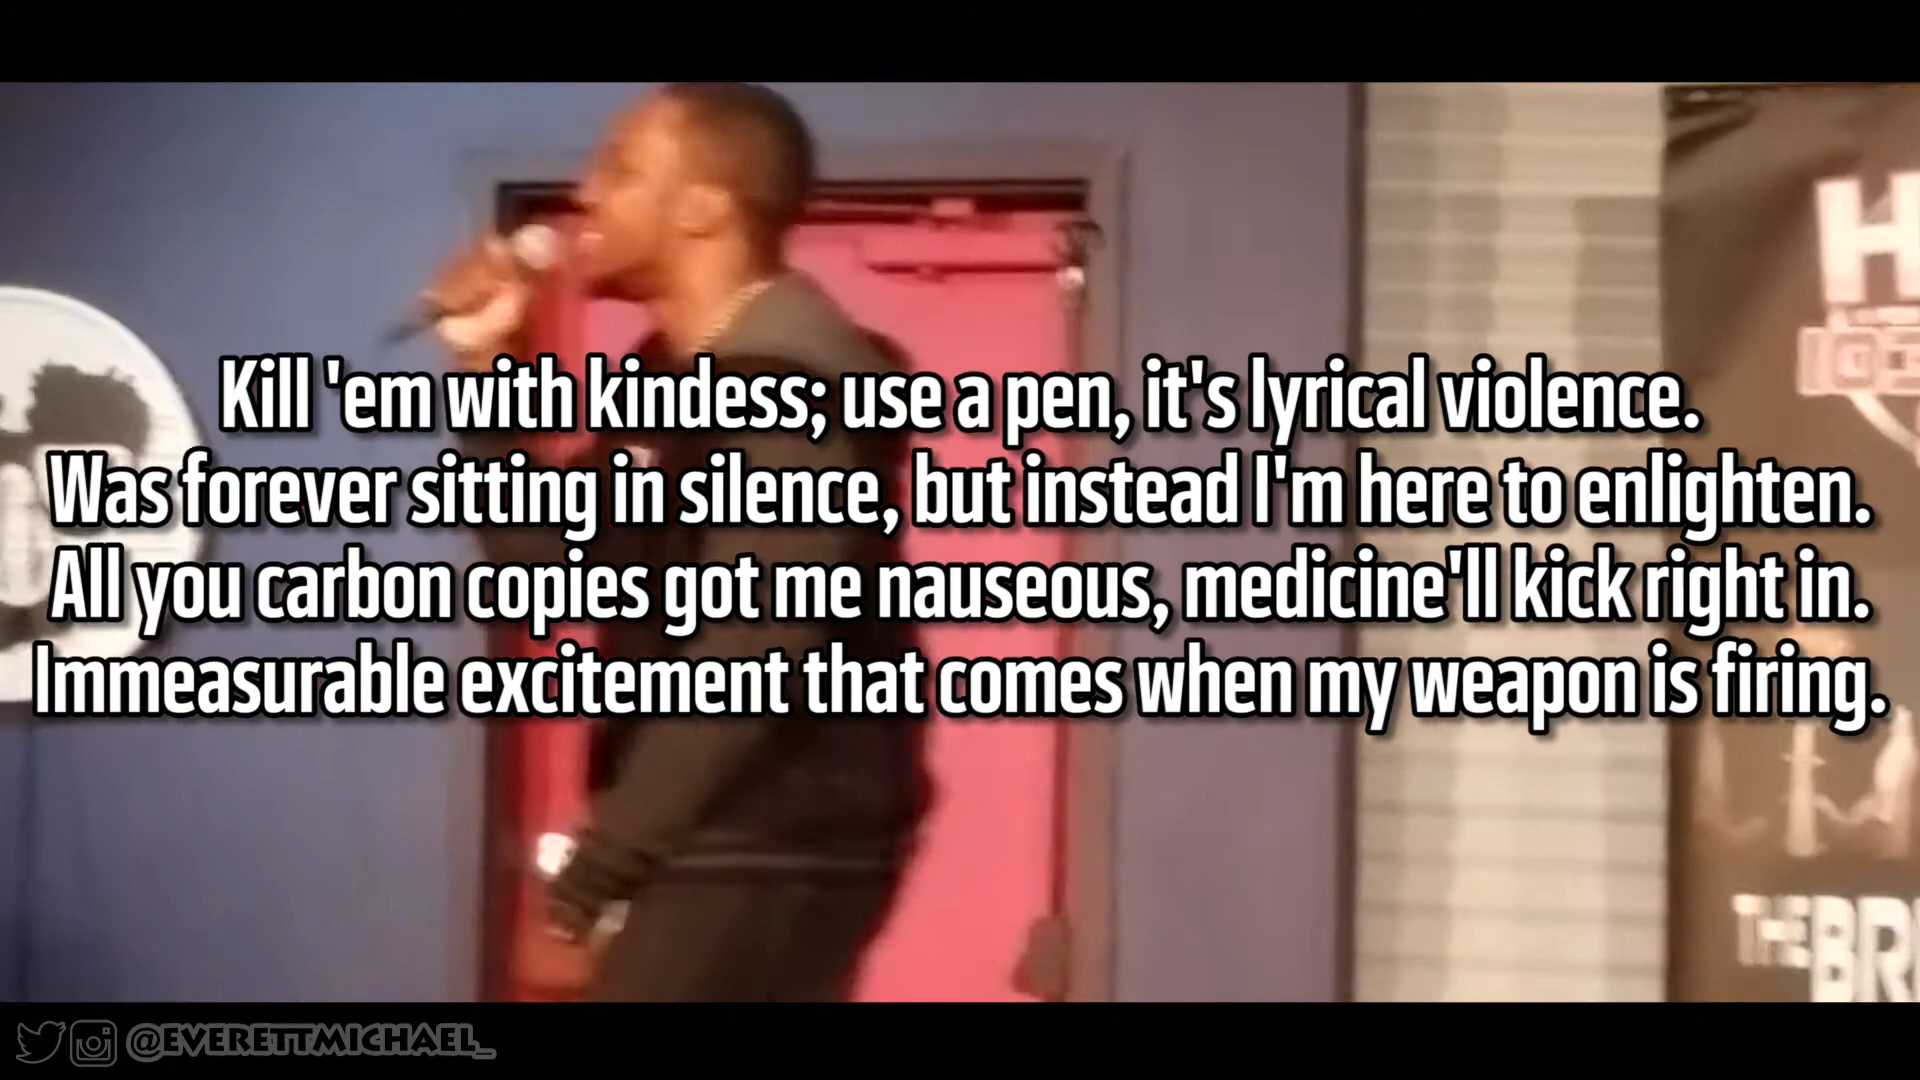 Kill 'em with kindess; use a pen, it's lyrical violence.
Was forever sitting in silence, but instead I'm here to enlighten.
All you carbon copies got me nauseous, medicine'll kick right in.
Immeasurable excitement that comes when my weapon is firing.
THE BR
@EVERETTMICHAEL_